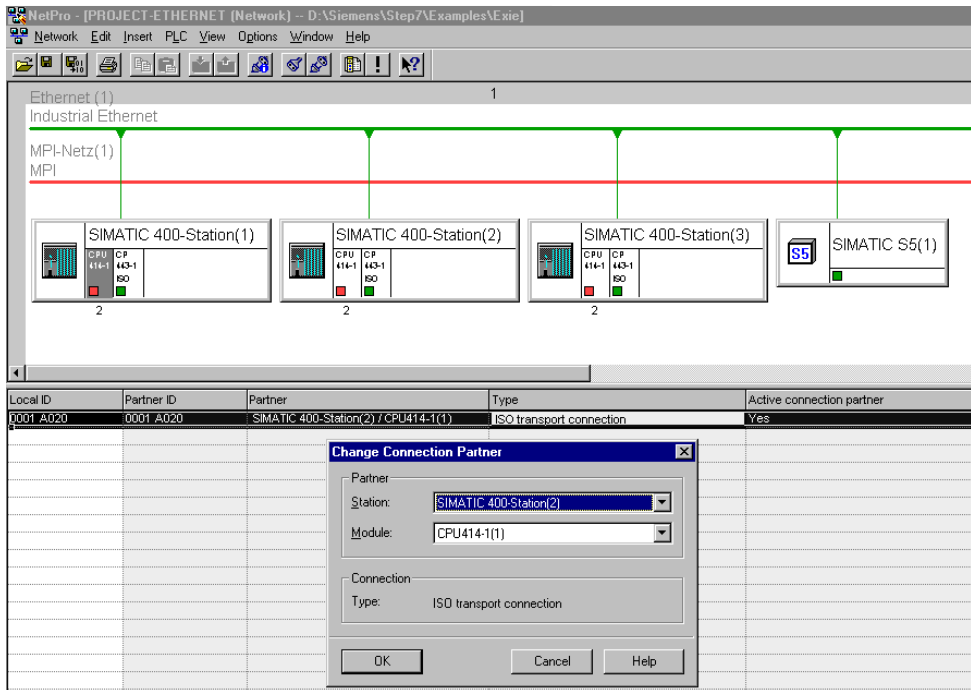 NetPro - [PROJECT-ETHERNET (Network) -- D:\Siemens\Step7\Examples\Exie]
Network Edit Insert PLC View Options Window Help
1
Ethernet (1)
Industrial Ethernet
MPI-Netz(1)
MPI
SIMATIC 400-Station(1)
CPU 414-1
CP 443-1 ISO
2
SIMATIC 400-Station(2)
CPU 414-1
CP 443-1 ISO
2
SIMATIC 400-Station(3)
CPU 414-1
CP 443-1 ISO
2
S5
SIMATIC S5(1)
Local ID Partner ID Partner Type Active connection partner
0001 A020 0001 A020 SIMATIC 400-Station(2) / CPU414-1(1) ISO transport connection Yes
Change Connection Partner
Partner
Station: SIMATIC 400-Station(2)
Module: CPU414-1(1)
Connection
Type: ISO transport connection
OK Cancel Help